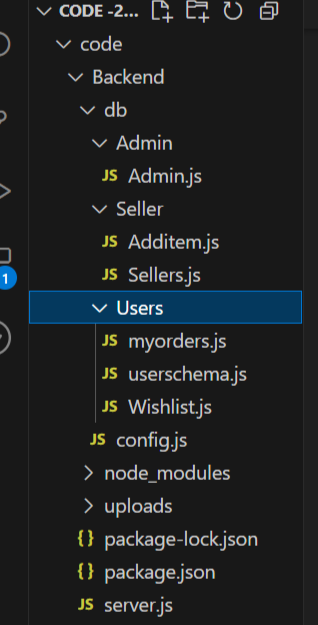 CODE -2...
code
Backend
db
Admin
JS Admin.js
Seller
JS Additem.js
JS Sellers.js
Users
JS myorders.js
JS userschema.js
JS Wishlist.js
JS config.js
node_modules
uploads
{} package-lock.json
{} package.json
JS server.js
1